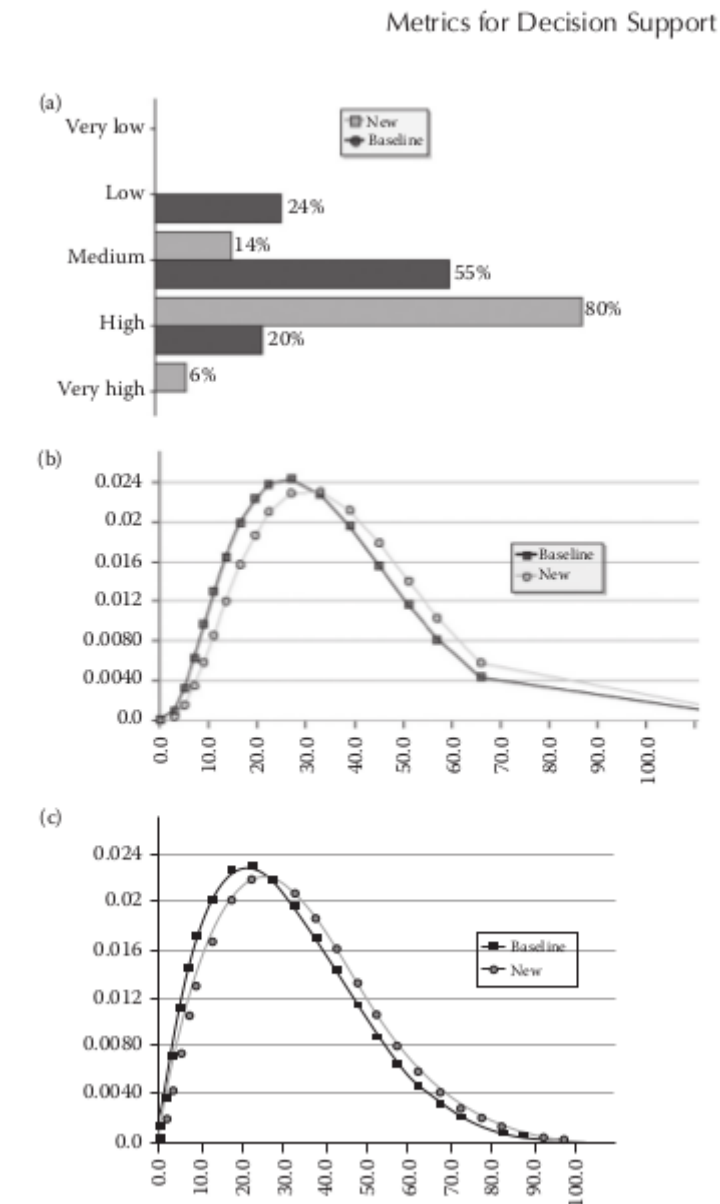 Metrics for Decision Support
(a)
Very low
New
Baseline
Low
24%
14%
Medium
55%
80%
High
20%
6%
Very high
(b)
0.024
0.02
0.016
0.012
0.0080
0.0040
0.0
Baseline
New
0.0 10.0 20.0 30.0 40.0 50.0 60.0 70.0 80.0 90.0 100.0
(c)
0.024
0.02
0.016
0.012
0.0080
0.0040
0.0
Baseline
New
0.0 10.0 20.0 30.0 40.0 50.0 60.0 70.0 80.0 90.0 100.0